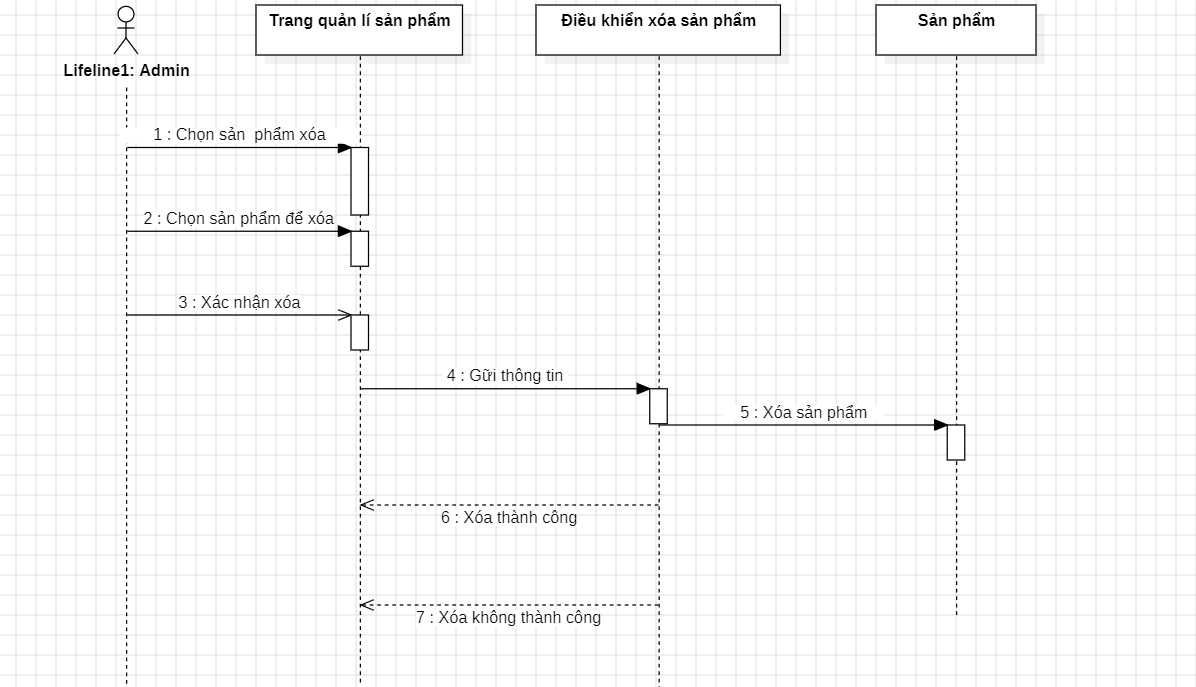 Trang quản lí sản phẩm
Điều khiển xóa sản phẩm
Sản phẩm
Lifeline1: Admin
1 : Chọn sản  phẩm xóa
2 : Chọn sản phẩm để xóa
3 : Xác nhận xóa
4 : Gữi thông tin
5 : Xóa sản phẩm
6 : Xóa thành công
7 : Xóa không thành công